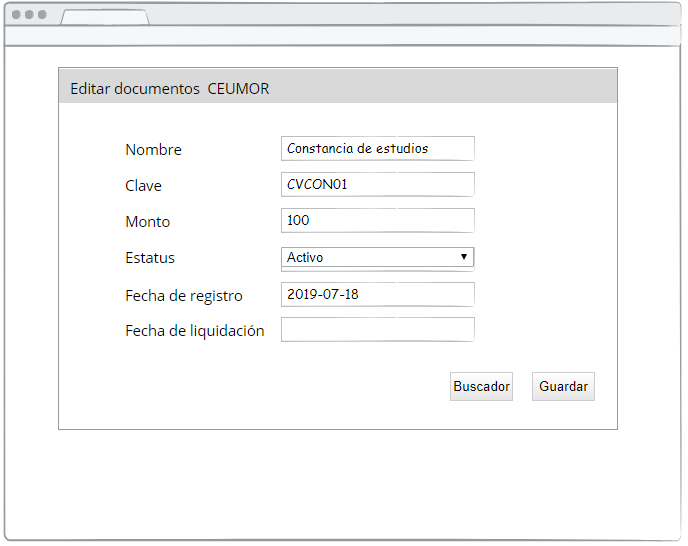 Editar documentos CEUMOR
Nombre Constancia de estudios
Clave CVCON01
Monto 100
Estatus Activo
Fecha de registro 2019-07-18
Fecha de liquidación
Buscador Guardar